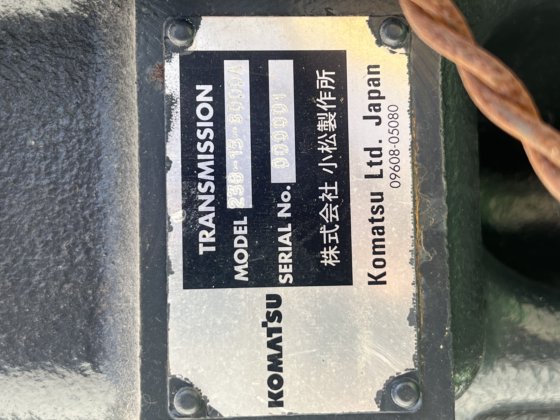 KOMATSU
TRANSMISSION
MODEL
SERIAL No.
株式会社 小松製作所
Komatsu Ltd. Japan
09608-05080